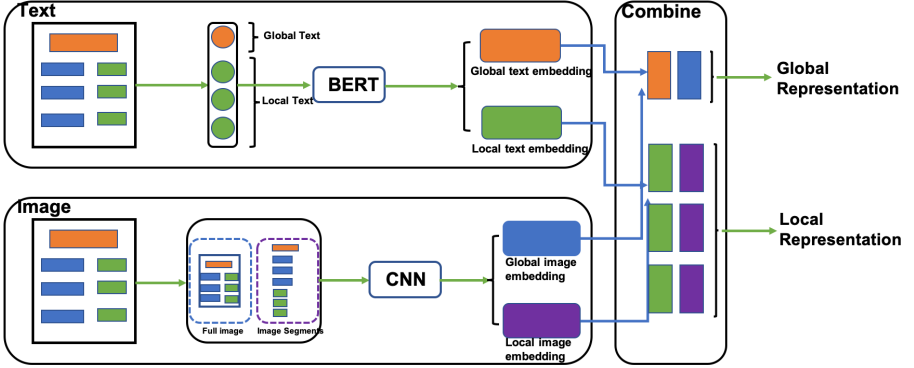 Text
Global Text
Local Text
BERT
Global text embedding
Local text embedding
Combine
Global
Representation
Local
Representation
Image
Full image
Image Segments
CNN
Global image
embedding
Local image
embedding